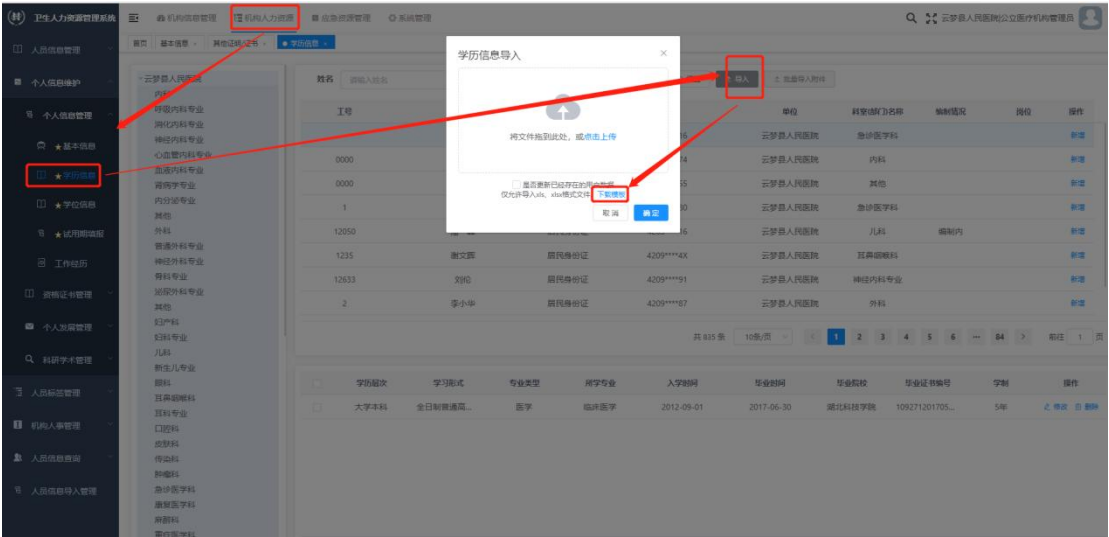 卫生人力资源管理系统 机构信息管理 机构人力资源 应急资源管理 系统管理 云梦县人民医院公立医疗机构管理员
首页 基本信息 其他证明/证书 学历信息
人员信息管理
个人信息维护
个人信息管理
★基本信息
★学历信息
★学位信息
★试用期填报
工作经历
资格证书管理
个人发展管理
科研学术管理
人员标签管理
机构人事管理
人员信息查询
人员信息导入管理
云梦县人民医院
内科
呼吸内科专业
消化内科专业
神经内科专业
心血管内科专业
血液内科专业
肾病学专业
内分泌专业
其他
外科
普通外科专业
神经外科专业
骨科专业
泌尿外科专业
其他
妇产科
妇科专业
儿科
新生儿专业
眼科
耳鼻咽喉科
耳科专业
口腔科
皮肤科
传染科
肿瘤科
急诊医学科
康复医学科
麻醉科
重症医学科
姓名 请输入姓名 导入 批量导入附件
工号 单位 科室(部门)名称 编制情况 岗位 操作
云梦县人民医院 急诊医学科 新增
0000 云梦县人民医院 内科 新增
0000 云梦县人民医院 其他 新增
1 云梦县人民医院 急诊医学科 新增
12050 云梦县人民医院 儿科 编制内 新增
1235 谢文辉 居民身份证 4209****4X 云梦县人民医院 耳鼻咽喉科 新增
12633 刘伦 居民身份证 4209****91 云梦县人民医院 神经内科专业 新增
2 李小华 居民身份证 4209****87 云梦县人民医院 外科 新增
共 835 条 10条/页 1 2 3 4 5 6 ··· 84 前往 1 页
学历层次 学习形式 专业类型 所学专业 入学时间 毕业时间 毕业院校 毕业证书编号 学制 操作
大学本科 全日制普通高... 医学 临床医学 2012-09-01 2017-06-30 湖北科技学院 109271201705... 5年 修改 删除
学历信息导入
将文件拖到此处，或点击上传
是否更新已经存在的用户数据
仅允许导入xls、xlsx格式文件 下载模板
取消 确定